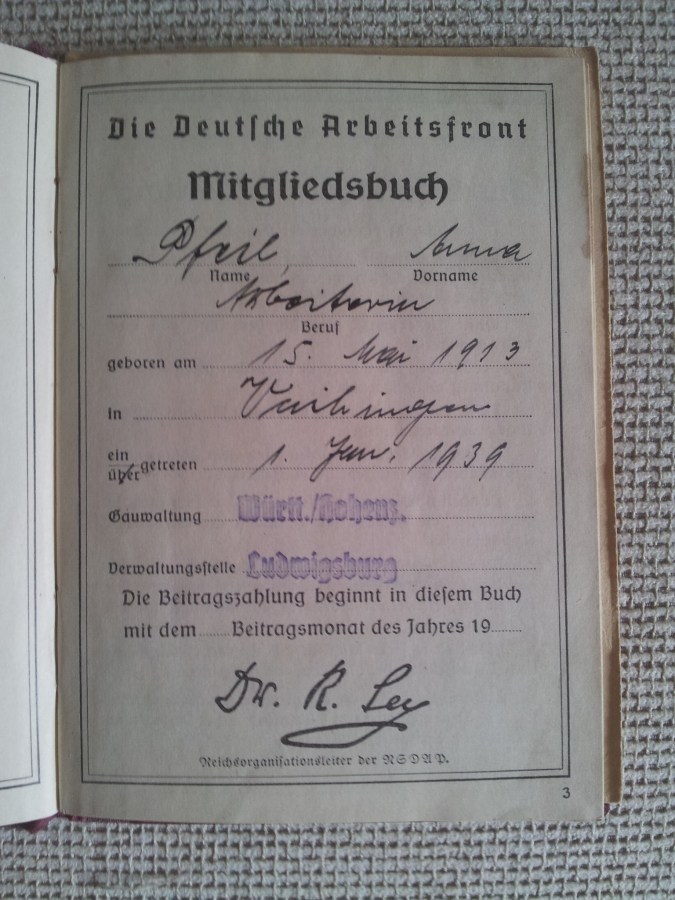 Die Deutsche Arbeitsfront
Mitgliedsbuch
Pfeil, Anna
Name Vorname
Arbeiterin
Beruf
geboren am 15. Mai 1913
in Vaihingen
ein
übergetreten 1. Jan. 1939
Gauwaltung Württ./Hohenz.
Verwaltungsstelle Ludwigsburg
Die Beitragszahlung beginnt in diesem Buch
mit dem ........ Beitragsmonat des Jahres 19........
Dr. R. Ley
Reichsorganisationsleiter der NSDAP.
3